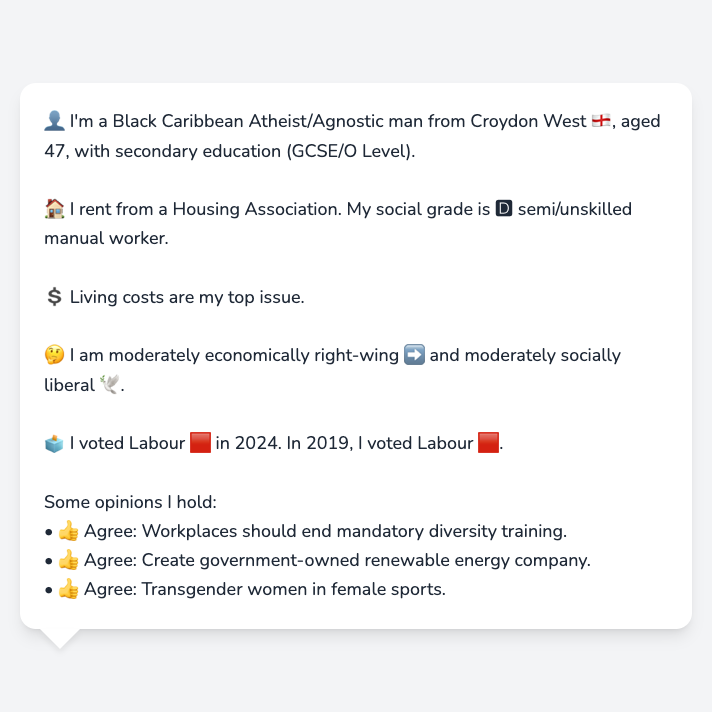 👤 I'm a Black Caribbean Atheist/Agnostic man from Croydon West 🏴󠁧󠁢󠁥󠁮󠁧󠁿, aged
47, with secondary education (GCSE/O Level).
🏠 I rent from a Housing Association. My social grade is 🅳 semi/unskilled
manual worker.
💲 Living costs are my top issue.
🤔 I am moderately economically right-wing ➡️ and moderately socially
liberal 🕊️.
🗳️ I voted Labour 🟥 in 2024. In 2019, I voted Labour 🟥.
Some opinions I hold:
• 👍 Agree: Workplaces should end mandatory diversity training.
• 👍 Agree: Create government-owned renewable energy company.
• 👍 Agree: Transgender women in female sports.